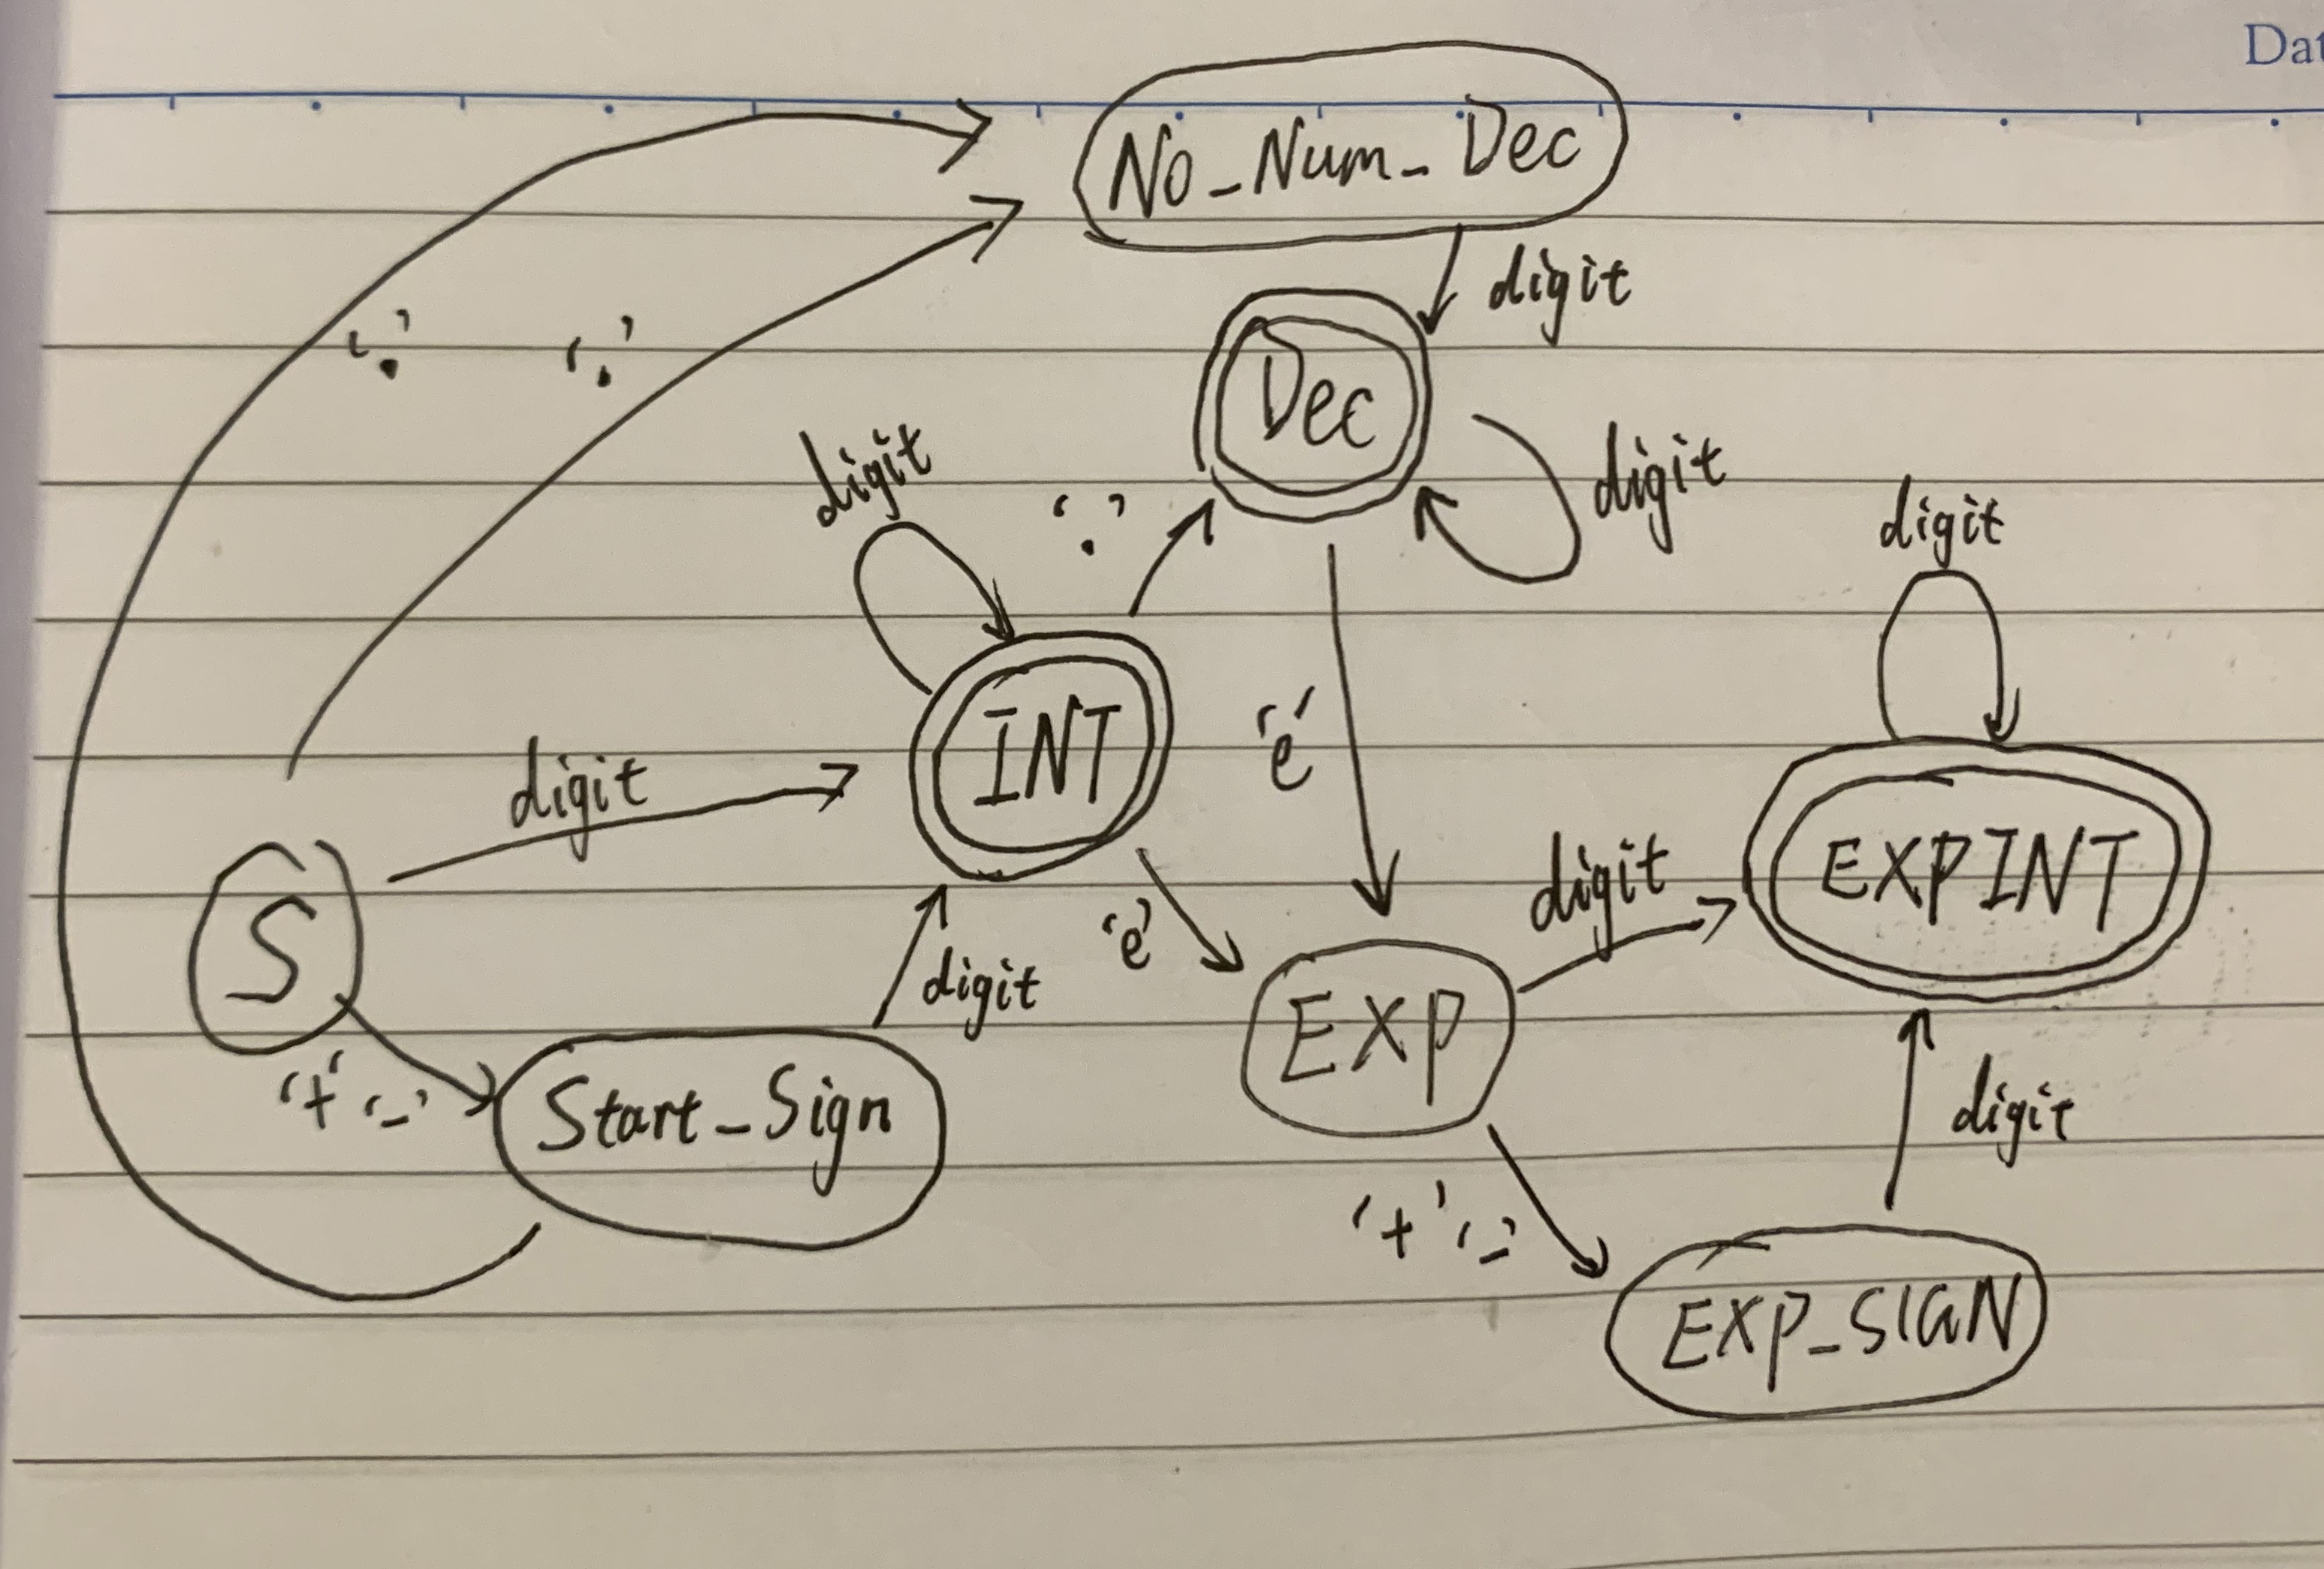 Dat
No_Num_Dec
digit
'.' '.'
Dec
digit
digit
'.'
digit
INT
'e'
digit
EXPINT
digit
S
digit
'e'
digit
EXP
'+' '-'
Start_Sign
digit
'+' '-'
EXP_SIGN